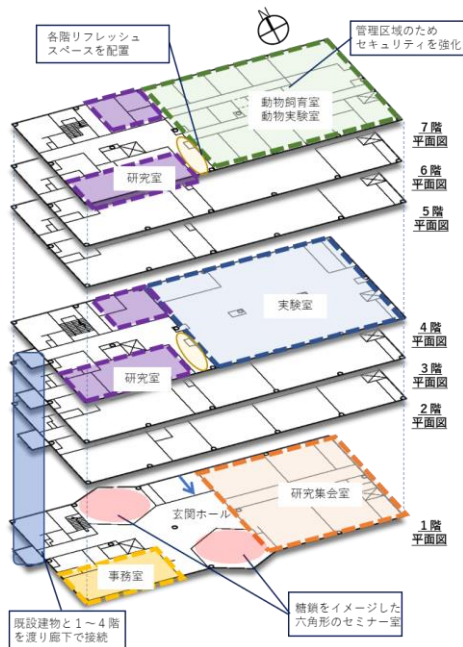 N
各階リフレッシュ
スペースを配置
管理区域のため
セキュリティを強化
動物飼育室
動物実験室
研究室
7階
平面図
6階
平面図
5階
平面図
実験室
研究室
4階
平面図
3階
平面図
2階
平面図
研究集会室
玄関ホール
1階
平面図
事務室
既設建物と1～4階
を渡り廊下で接続
糖鎖をイメージした
六角形のセミナー室